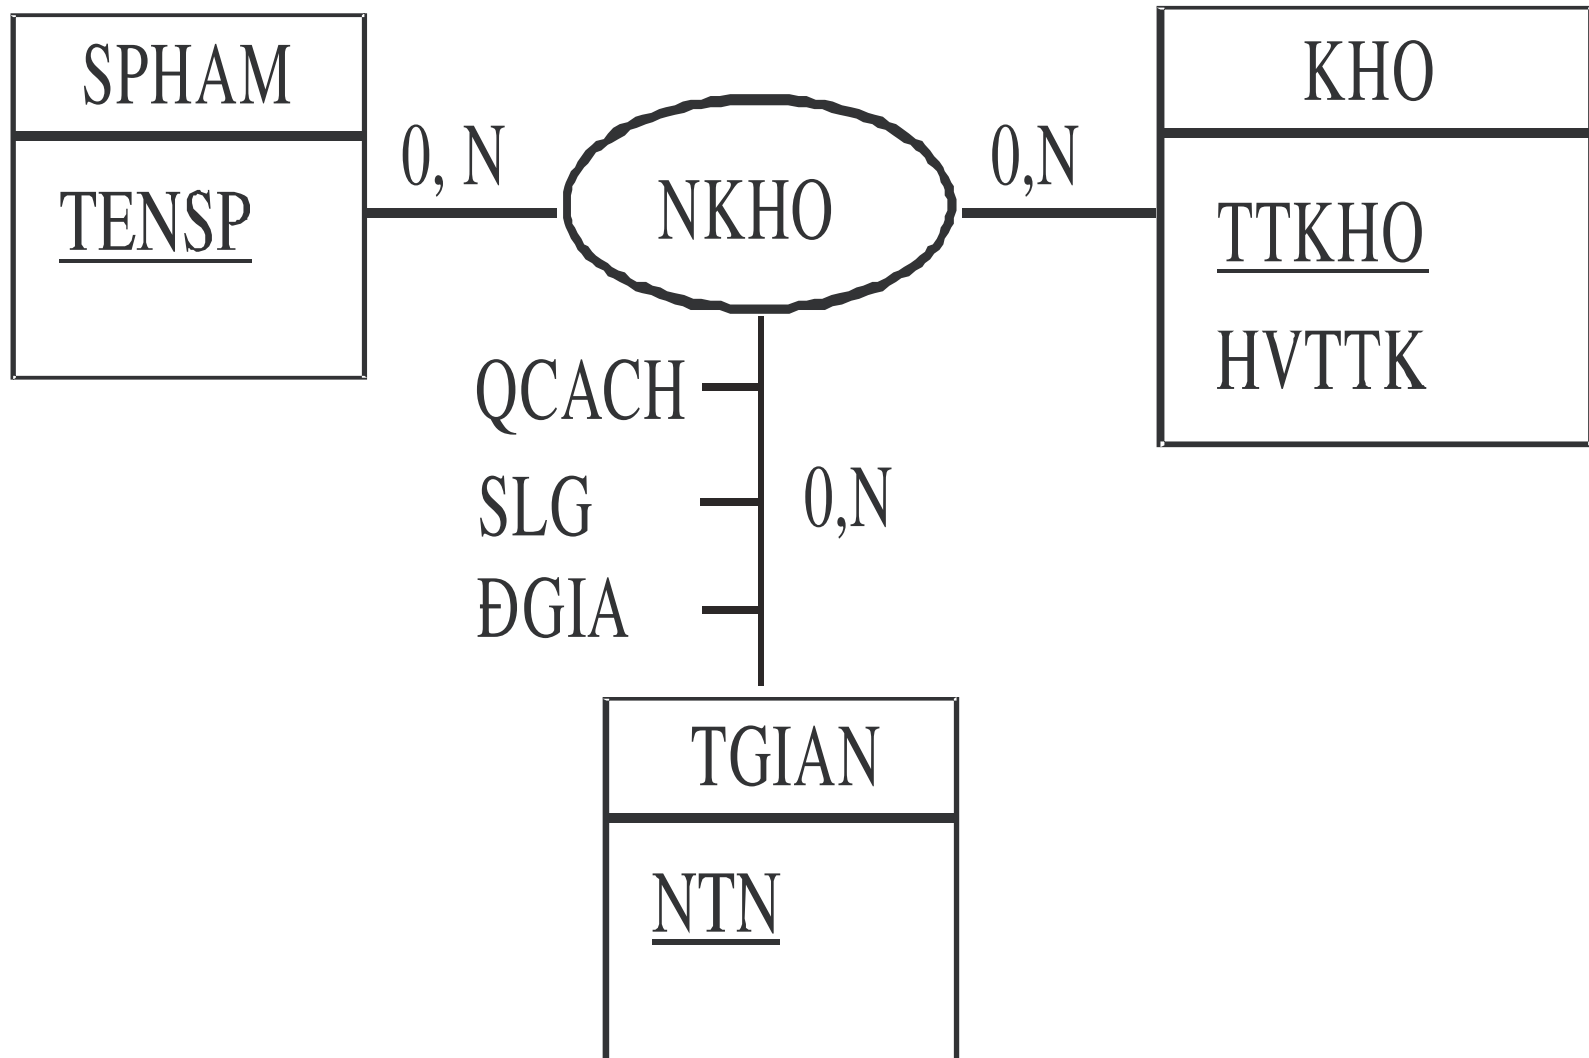 SPHAM
TENSP
0, N
NKHO
0,N
KHO
TTKHO
HVTTK
QCACH
SLG
ĐGIA
0,N
TGIAN
NTN